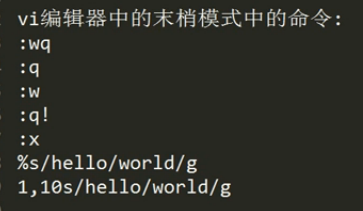 vi编辑器中的末梢模式中的命令:
:wq
:q
:w
:q!
:x
%s/hello/world/g
1,10s/hello/world/g